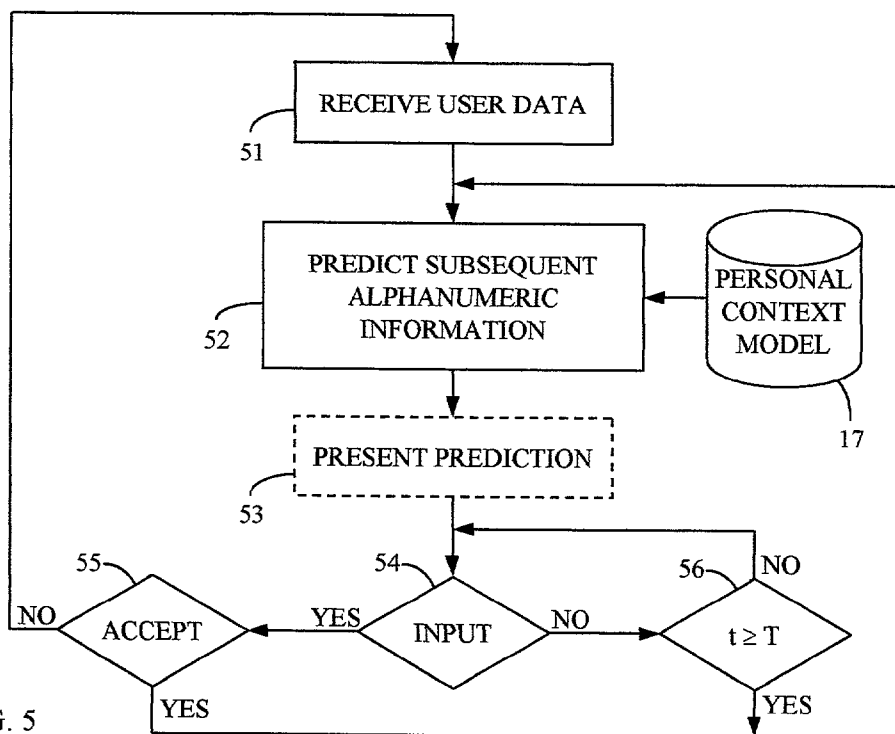 RECEIVE USER DATA
51
PREDICT SUBSEQUENT
ALPHANUMERIC
INFORMATION
52
PERSONAL
CONTEXT
MODEL
17
PRESENT PREDICTION
53
55
54
56
NO
NO
ACCEPT
YES
INPUT
NO
t ≥ T
YES
YES
. 5